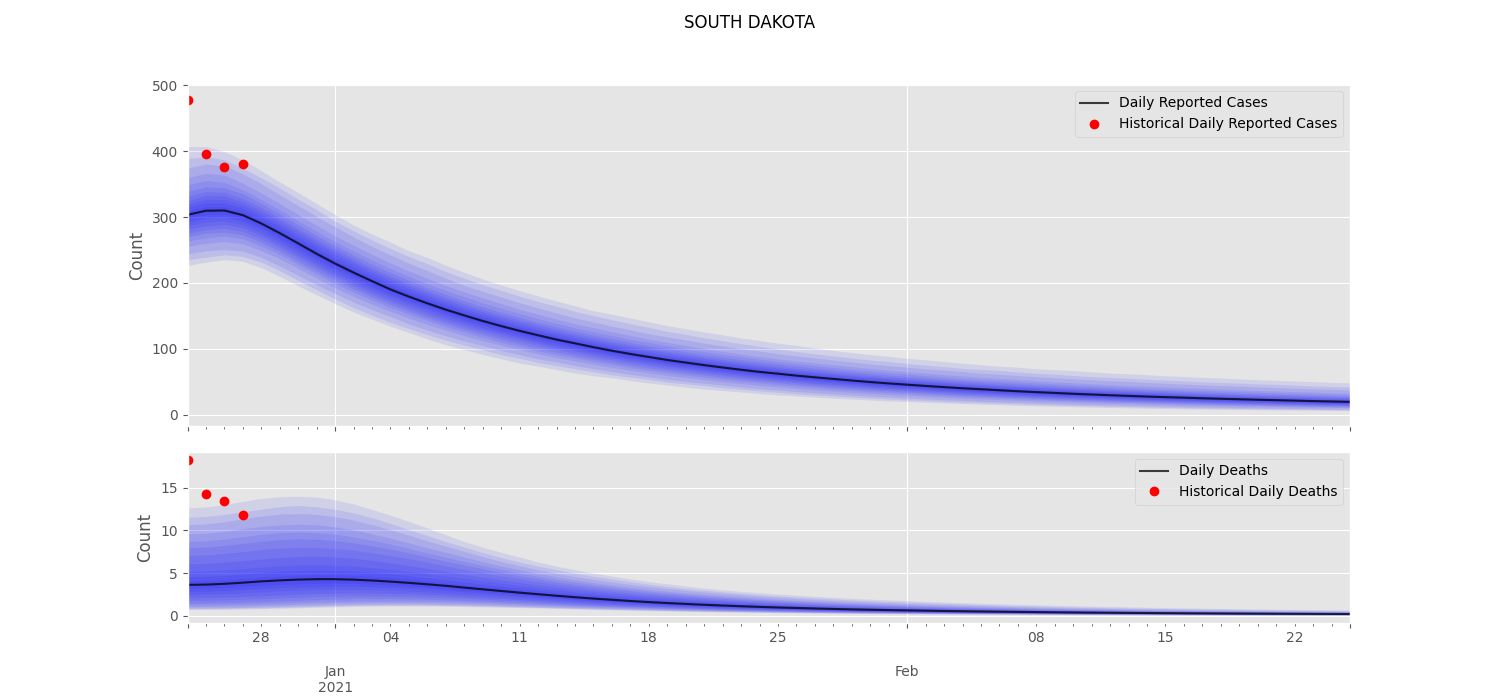 SOUTH DAKOTA
500
400
300
200
100
0
Count
Daily Reported Cases
Historical Daily Reported Cases
15
10
5
0
Count
Daily Deaths
Historical Daily Deaths
28 04 11 18 25 08 15 22
Jan Feb
2021